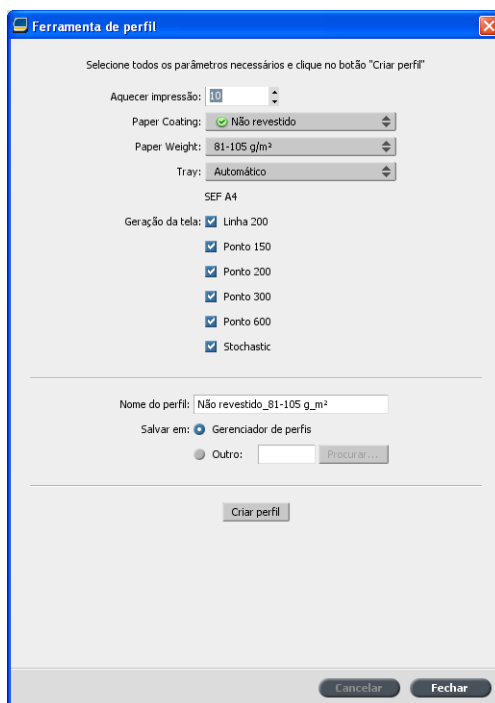 Ferramenta de perfil
Selecione todos os parâmetros necessários e clique no botão "Criar perfil"
Aquecer impressão: 10
Paper Coating: Não revestido
Paper Weight: 81-105 g/m²
Tray: Automático
SEF A4
Geração da tela: Linha 200
Ponto 150
Ponto 200
Ponto 300
Ponto 600
Stochastic
Nome do perfil: Não revestido_81-105 g_m²
Salvar em: Gerenciador de perfis
Outro: Procurar...
Criar perfil
Cancelar Fechar